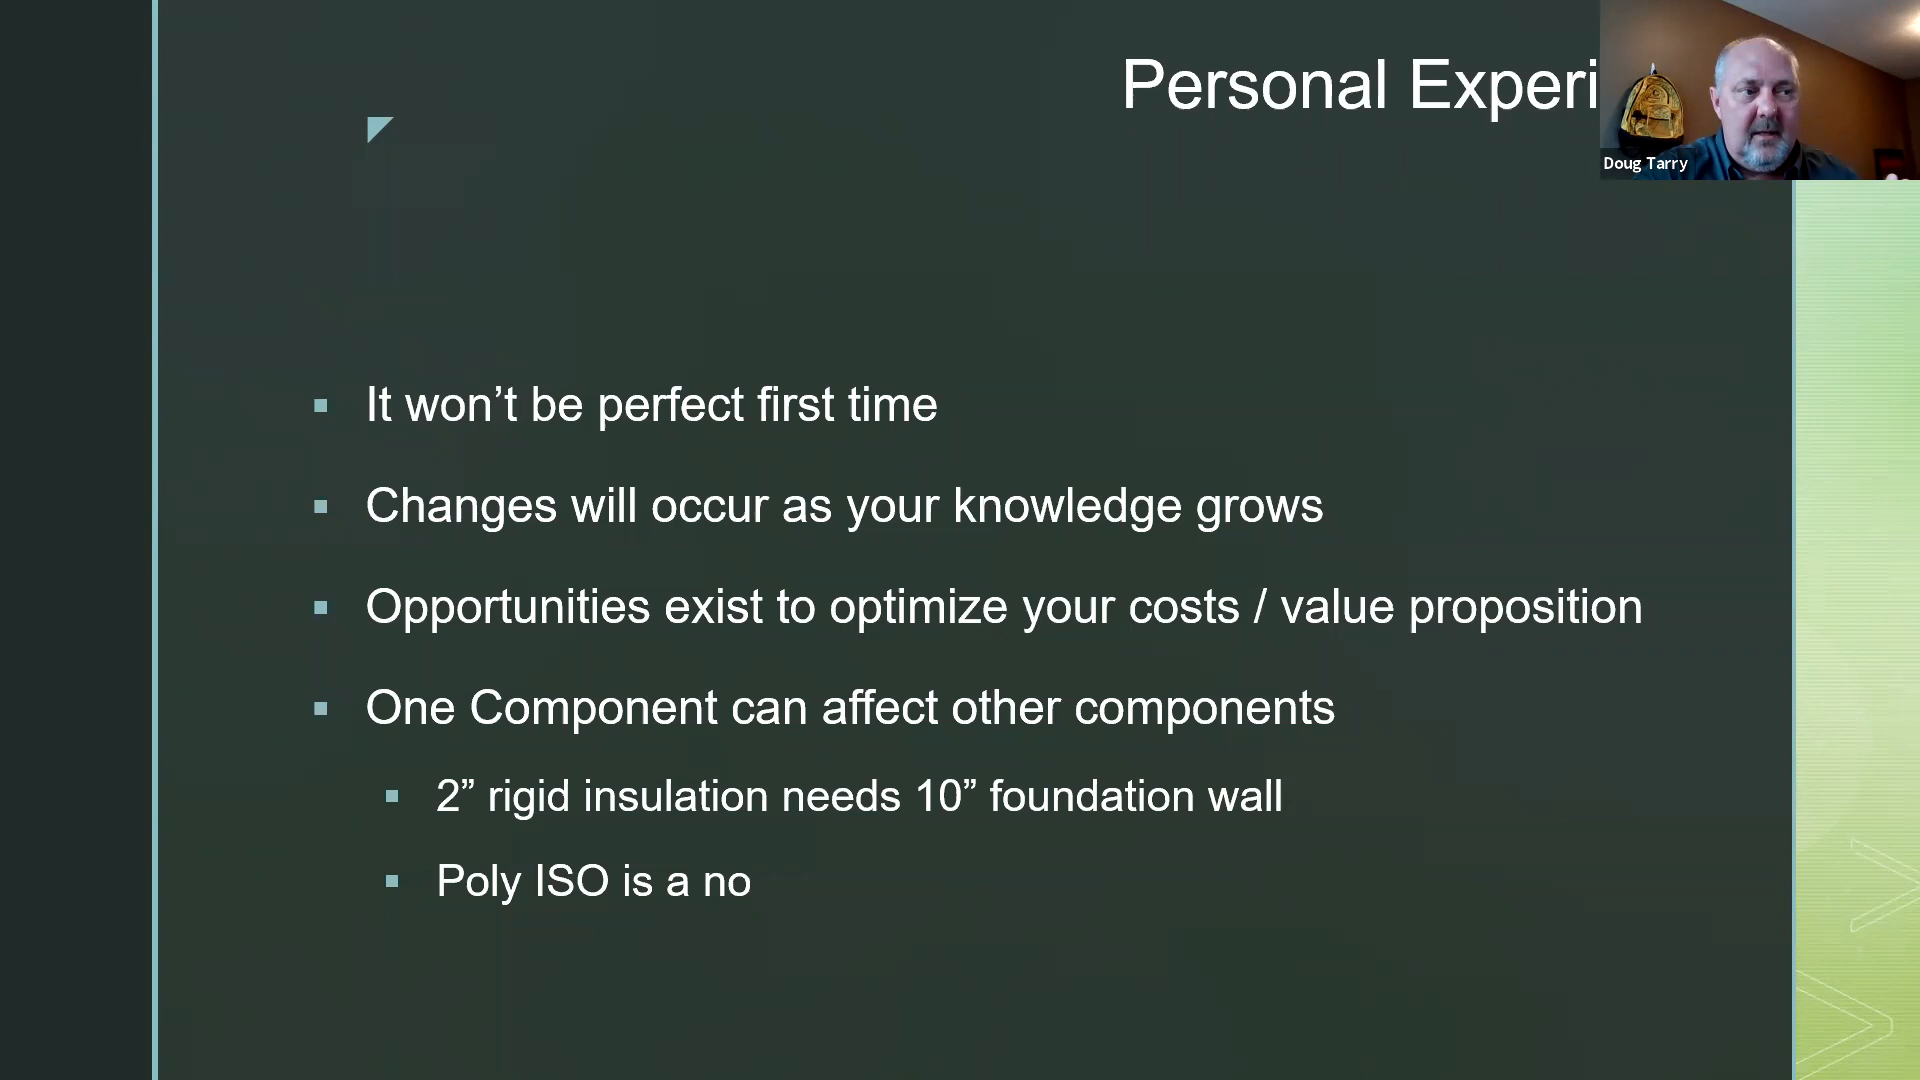 Personal Experi
Doug Tarry
It won’t be perfect first time
Changes will occur as your knowledge grows
Opportunities exist to optimize your costs / value proposition
One Component can affect other components
2” rigid insulation needs 10” foundation wall
Poly ISO is a no